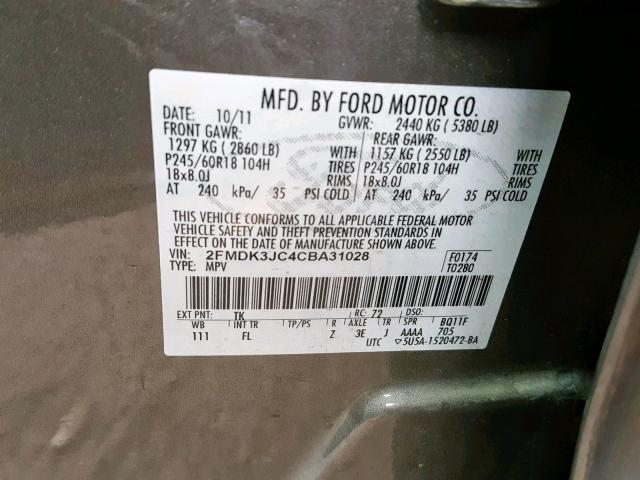 MFD. BY FORD MOTOR CO.
DATE: 10/11 GVWR: 2440 KG ( 5380 LB)
FRONT GAWR: REAR GAWR:
1297 KG ( 2860 LB) WITH 1157 KG ( 2550 LB) WITH
P245/60R18 104H TIRES P245/60R18 104H TIRES
18x8.0J RIMS 18x8.0J RIMS
AT 240 kPa/ 35 PSI COLD AT 240 kPa/ 35 PSI COLD
THIS VEHICLE CONFORMS TO ALL APPLICABLE FEDERAL MOTOR
VEHICLE SAFETY AND THEFT PREVENTION STANDARDS IN
EFFECT ON THE DATE OF MANUFACTURE SHOWN ABOVE.
VIN: 2FMDK3JC4CBA31028 F0174
TYPE: MPV T0280
EXT PNT: TK RC: 72 DSO:
WB INT TR TP/PS R AXLE TR SPR BQ11F
111 FL Z 3E J AAAA 705
UTC ▽5U5A-1520472-BA